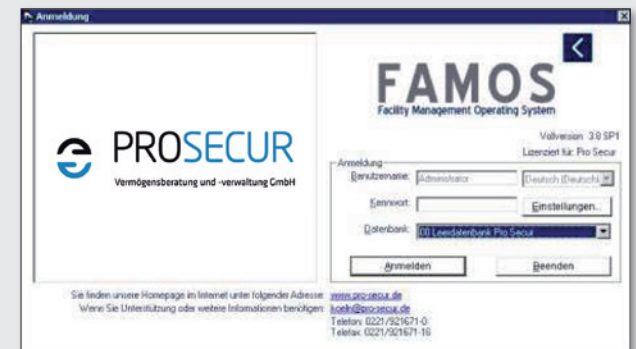 Anmeldung
PROSECUR
Vermögensberatung und -verwaltung GmbH
FAMOS
Facility Management Operating System
Vollversion 3.8 SP1
Lizenziert für: Pro Secur
Anmeldung
Benutzername: Administrator Deutsch (Deutschl
Kennwort: Einstellungen...
Datenbank: 00 Leerdatenbank Pro Secur
Anmelden Beenden
Sie finden unsere Homepage im Internet unter folgender Adresse: www.pro-secur.de
Wenn Sie Unterstützung oder weitere Informationen benötigen: koeln@pro-secur.de
Telefon: 0221/921671-0
Telefax: 0221/921671-16